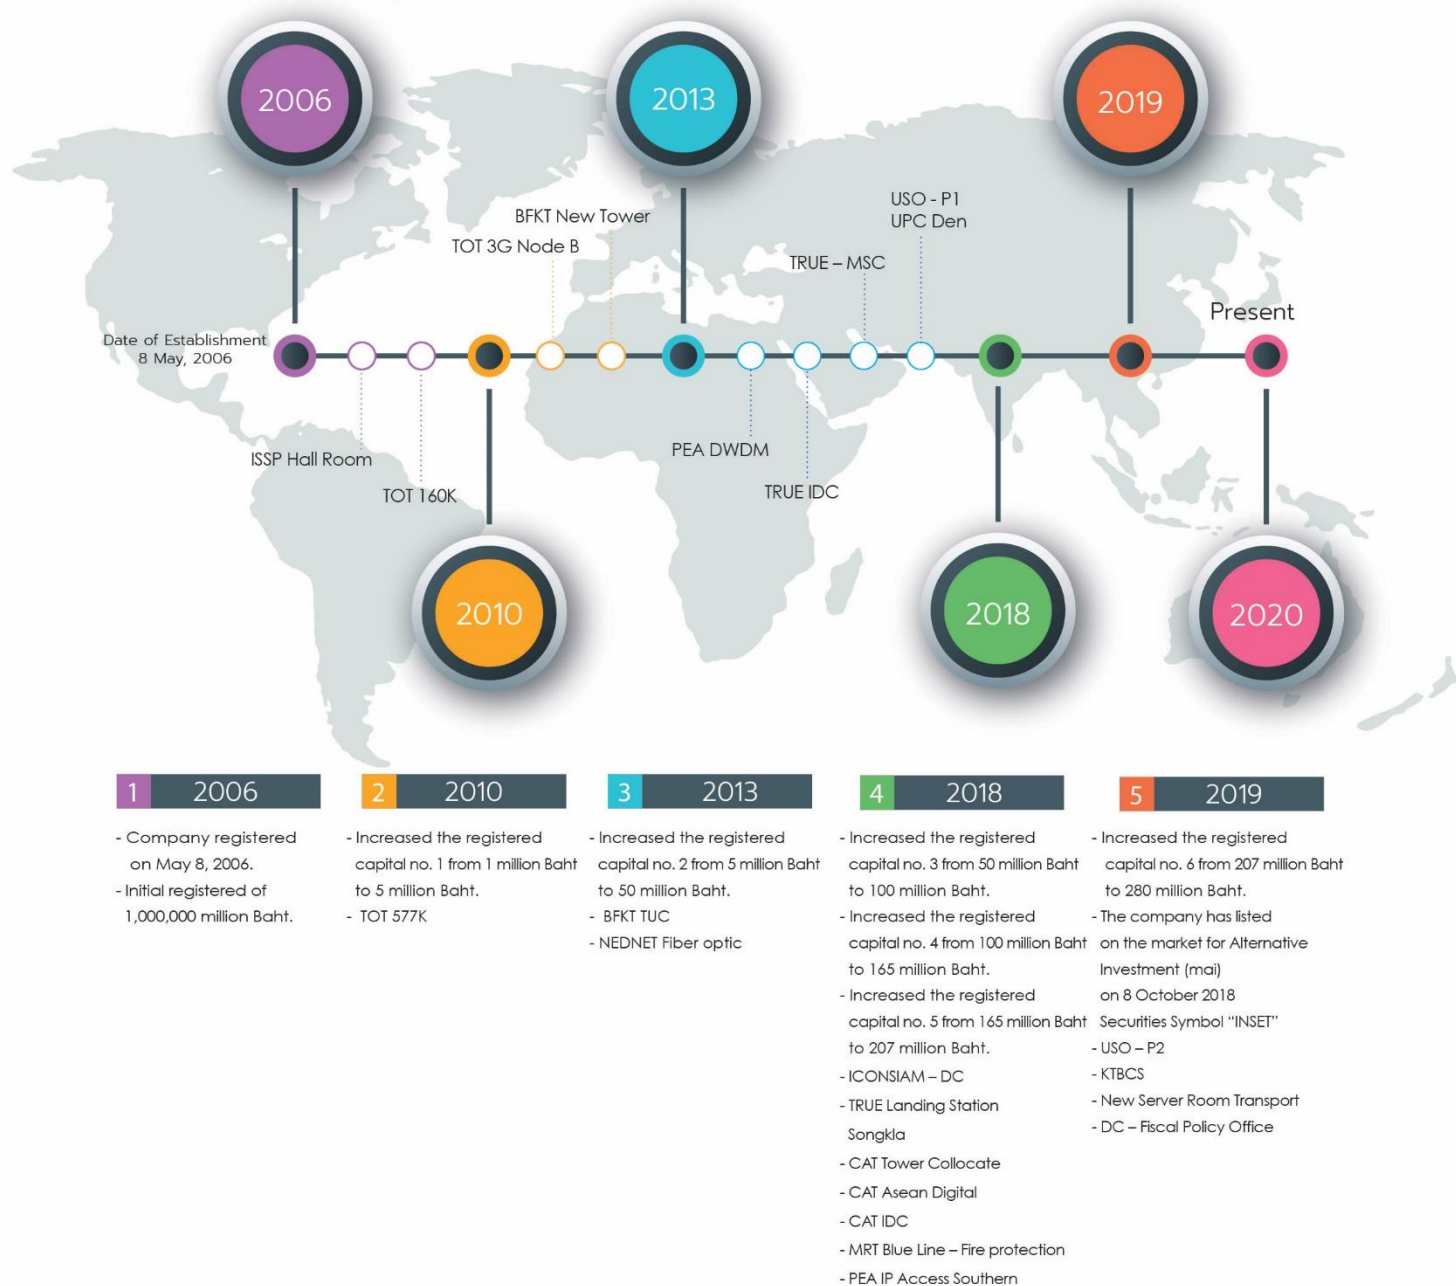 2006
2013
2019
USO - P1
UPC Den
BFKT New Tower
TOT 3G Node B
TRUE – MSC
Present
Date of Establishment
8 May, 2006
ISSP Hall Room
PEA DWDM
TOT 160K
TRUE IDC
2010
2018
2020
1 2006
- Company registered
on May 8, 2006.
- Initial registered of
1,000,000 million Baht.
2 2010
- Increased the registered
capital no. 1 from 1 million Baht
to 5 million Baht.
- TOT 577K
3 2013
- Increased the registered
capital no. 2 from 5 million Baht
to 50 million Baht.
- BFKT TUC
- NEDNET Fiber optic
4 2018
- Increased the registered
capital no. 3 from 50 million Baht
to 100 million Baht.
- Increased the registered
capital no. 4 from 100 million Baht
to 165 million Baht.
- Increased the registered
capital no. 5 from 165 million Baht
to 207 million Baht.
- ICONSIAM – DC
- TRUE Landing Station
Songkla
- CAT Tower Collocate
- CAT Asean Digital
- CAT IDC
- MRT Blue Line – Fire protection
- PEA IP Access Southern
5 2019
- Increased the registered
capital no. 6 from 207 million Baht
to 280 million Baht.
- The company has listed
on the market for Alternative
Investment (mai)
on 8 October 2018
Securities Symbol “INSET”
- USO – P2
- KTBCS
- New Server Room Transport
- DC – Fiscal Policy Office